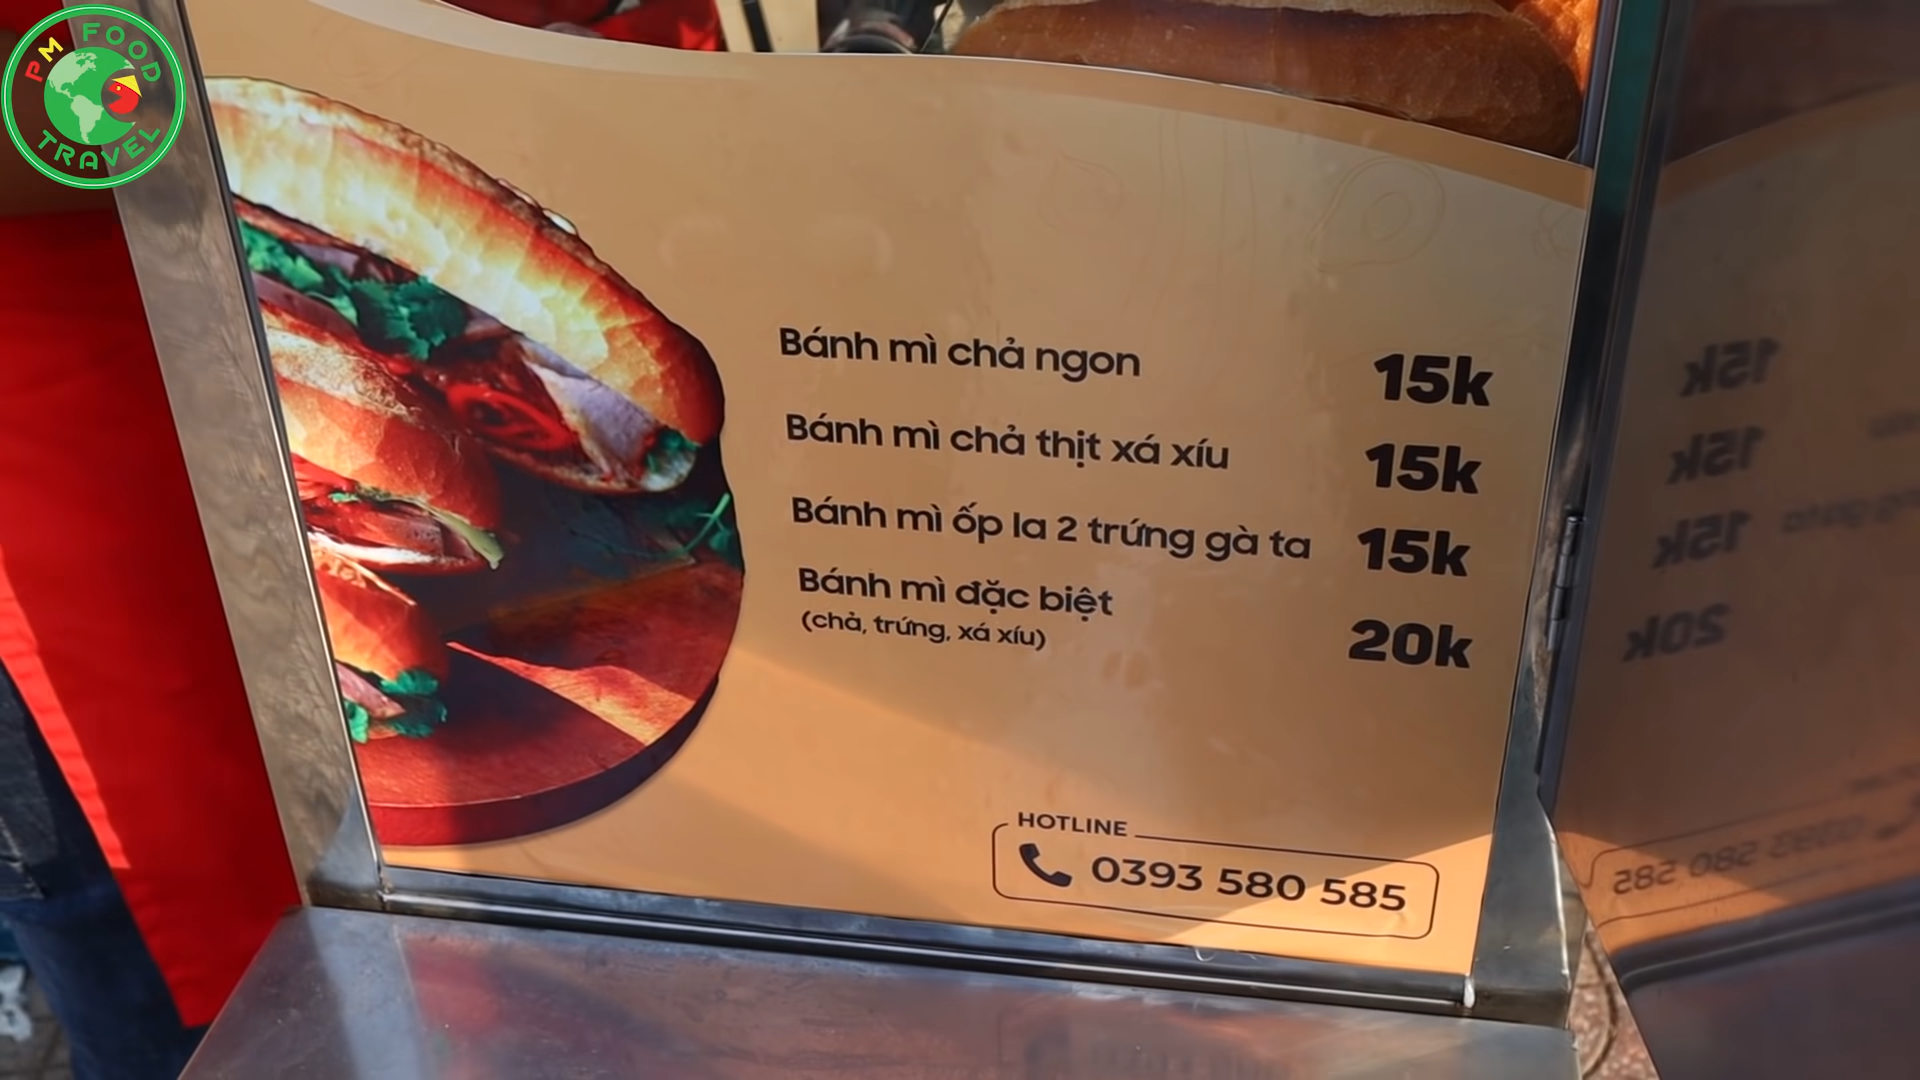 PM FOOD
TRAVEL
Bánh mì chả ngon 15k
Bánh mì chả thịt xá xíu 15k
Bánh mì ốp la 2 trứng gà ta 15k
Bánh mì đặc biệt 20k
(chả, trứng, xá xíu)
HOTLINE
0393 580 585